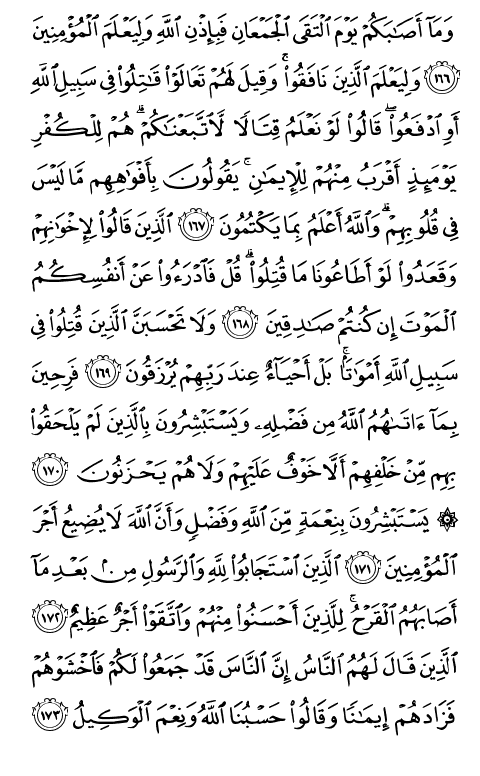 وَمَآ أَصَٰبَكُمْ يَوْمَ ٱلْتَقَى ٱلْجَمْعَانِ فَبِإِذْنِ ٱللَّهِ وَلِيَعْلَمَ ٱلْمُؤْمِنِينَ
١٦٦ وَلِيَعْلَمَ ٱلَّذِينَ نَافَقُوا۟ ۚ وَقِيلَ لَهُمْ تَعَالَوْا۟ قَٰتِلُوا۟ فِى سَبِيلِ ٱللَّهِ
أَوِ ٱدْفَعُوا۟ ۖ قَالُوا۟ لَوْ نَعْلَمُ قِتَالًا لَّٱتَّبَعْنَٰكُمْ ۗ هُمْ لِلْكُفْرِ
يَوْمَئِذٍ أَقْرَبُ مِنْهُمْ لِلْإِيمَٰنِ ۚ يَقُولُونَ بِأَفْوَٰهِهِم مَّا لَيْسَ
فِى قُلُوبِهِمْ ۗ وَٱللَّهُ أَعْلَمُ بِمَا يَكْتُمُونَ ١٦٧ ٱلَّذِينَ قَالُوا۟ لِإِخْوَٰنِهِمْ
وَقَعَدُوا۟ لَوْ أَطَاعُونَا مَا قُتِلُوا۟ ۗ قُلْ فَٱدْرَءُوا۟ عَنْ أَنفُسِكُمُ
ٱلْمَوْتَ إِن كُنتُمْ صَٰدِقِينَ ١٦٨ وَلَا تَحْسَبَنَّ ٱلَّذِينَ قُتِلُوا۟ فِى
سَبِيلِ ٱللَّهِ أَمْوَٰتًۢا ۚ بَلْ أَحْيَآءٌ عِندَ رَبِّهِمْ يُرْزَقُونَ ١٦٩ فَرِحِينَ
بِمَآ ءَاتَىٰهُمُ ٱللَّهُ مِن فَضْلِهِۦ وَيَسْتَبْشِرُونَ بِٱلَّذِينَ لَمْ يَلْحَقُوا۟
بِهِم مِّنْ خَلْفِهِمْ أَلَّا خَوْفٌ عَلَيْهِمْ وَلَا هُمْ يَحْزَنُونَ ١٧٠
۞ يَسْتَبْشِرُونَ بِنِعْمَةٍ مِّنَ ٱللَّهِ وَفَضْلٍ وَأَنَّ ٱللَّهَ لَا يُضِيعُ أَجْرَ
ٱلْمُؤْمِنِينَ ١٧١ ٱلَّذِينَ ٱسْتَجَابُوا۟ لِلَّهِ وَٱلرَّسُولِ مِنۢ بَعْدِ مَآ
أَصَابَهُمُ ٱلْقَرْحُ ۚ لِلَّذِينَ أَحْسَنُوا۟ مِنْهُمْ وَٱتَّقَوْا۟ أَجْرٌ عَظِيمٌ ١٧٢
ٱلَّذِينَ قَالَ لَهُمُ ٱلنَّاسُ إِنَّ ٱلنَّاسَ قَدْ جَمَعُوا۟ لَكُمْ فَٱخْشَوْهُمْ
فَزَادَهُمْ إِيمَٰنًا وَقَالُوا۟ حَسْبُنَا ٱللَّهُ وَنِعْمَ ٱلْوَكِيلُ ١٧٣